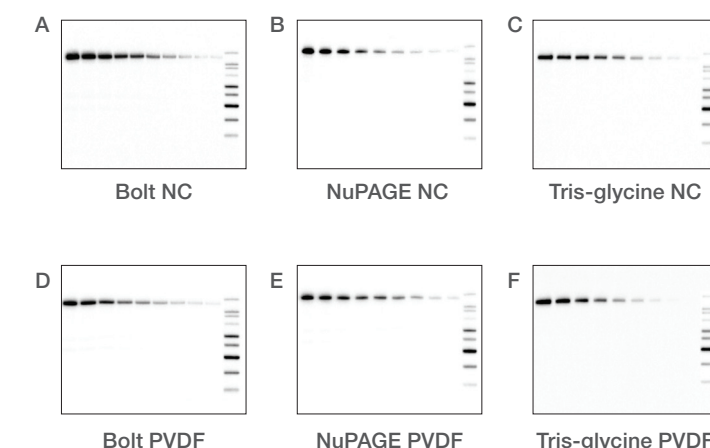 A
B
C
Bolt NC
NuPAGE NC
Tris-glycine NC
D
E
F
Bolt PVDF
NuPAGE PVDF
Tris-glycine PVDF